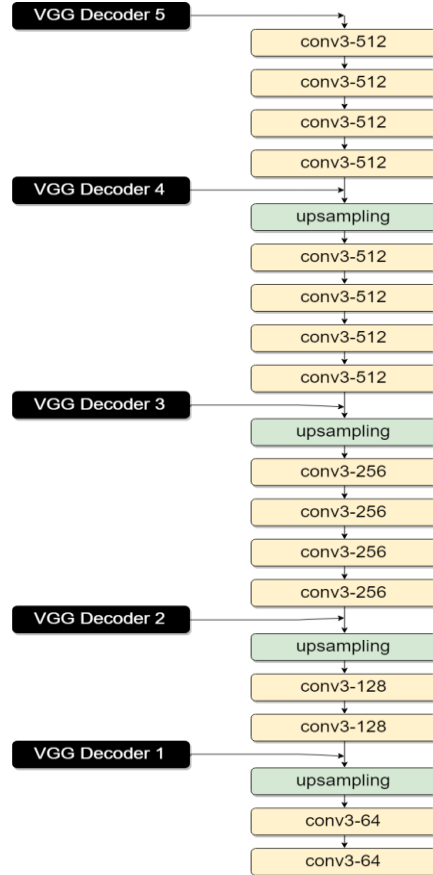 VGG Decoder 5
conv3-512
conv3-512
conv3-512
conv3-512
VGG Decoder 4
upsampling
conv3-512
conv3-512
conv3-512
conv3-512
VGG Decoder 3
upsampling
conv3-256
conv3-256
conv3-256
conv3-256
VGG Decoder 2
upsampling
conv3-128
conv3-128
VGG Decoder 1
upsampling
conv3-64
conv3-64